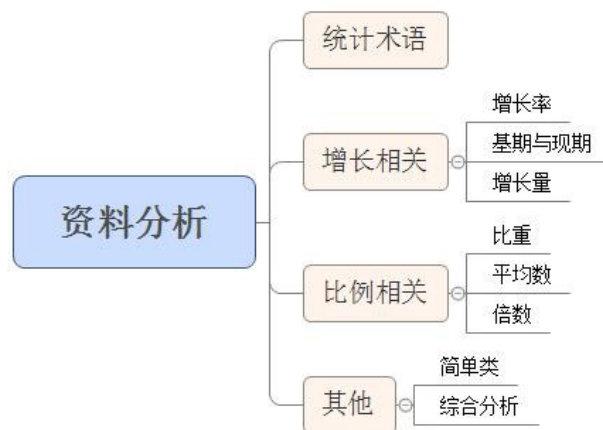 资料分析
统计术语
增长相关
增长率
基期与现期
增长量
比例相关
比重
平均数
倍数
其他
简单类
综合分析